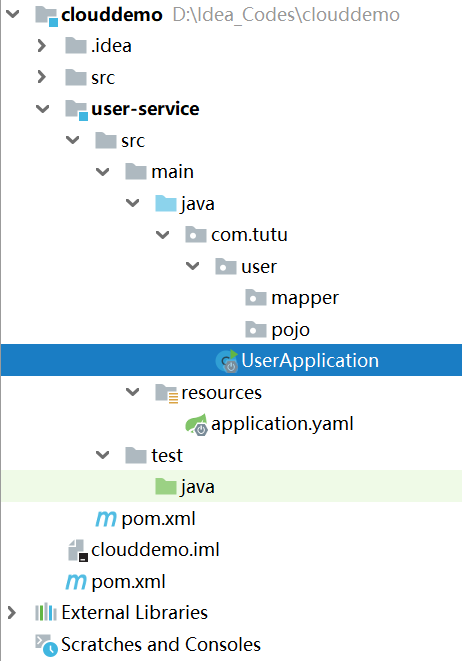 clouddemo D:\Idea_Codes\clouddemo
.idea
src
user-service
src
main
java
com.tutu
user
mapper
pojo
UserApplication
resources
application.yaml
test
java
pom.xml
clouddemo.iml
pom.xml
External Libraries
Scratches and Consoles